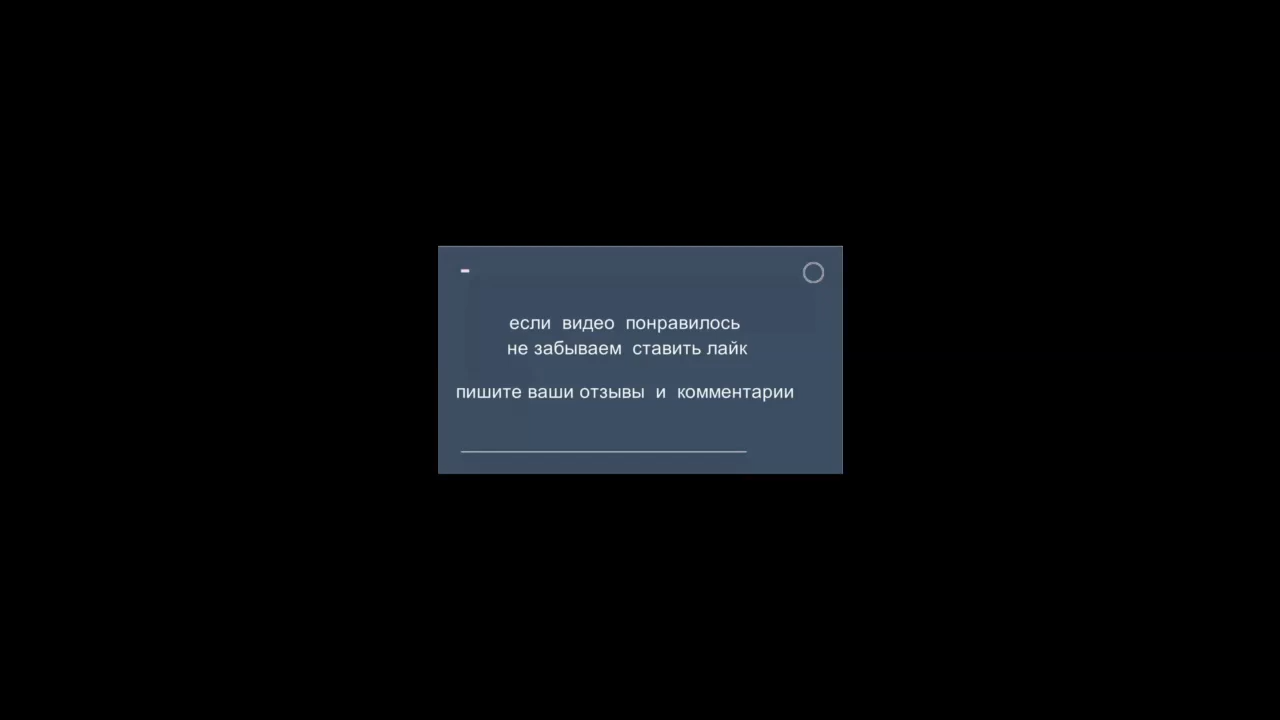 если видео понравилось
не забываем ставить лайк
пишите ваши отзывы и комментарии